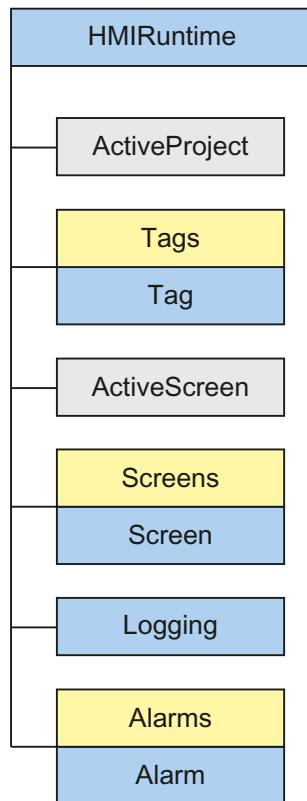 HMIRuntime
ActiveProject
Tags
Tag
ActiveScreen
Screens
Screen
Logging
Alarms
Alarm